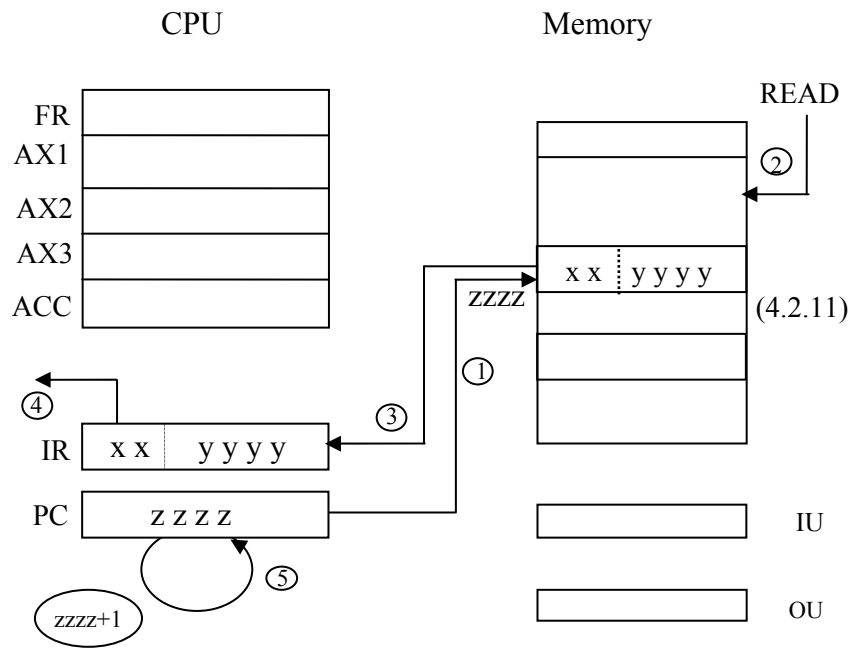 CPU Memory
READ
FR
AX1
②
AX2
AX3
x x y y y y
zzzz
ACC
(4.2.11)
①
④
③
IR x x y y y y
PC z z z z
IU
⑤
zzzz+1
OU